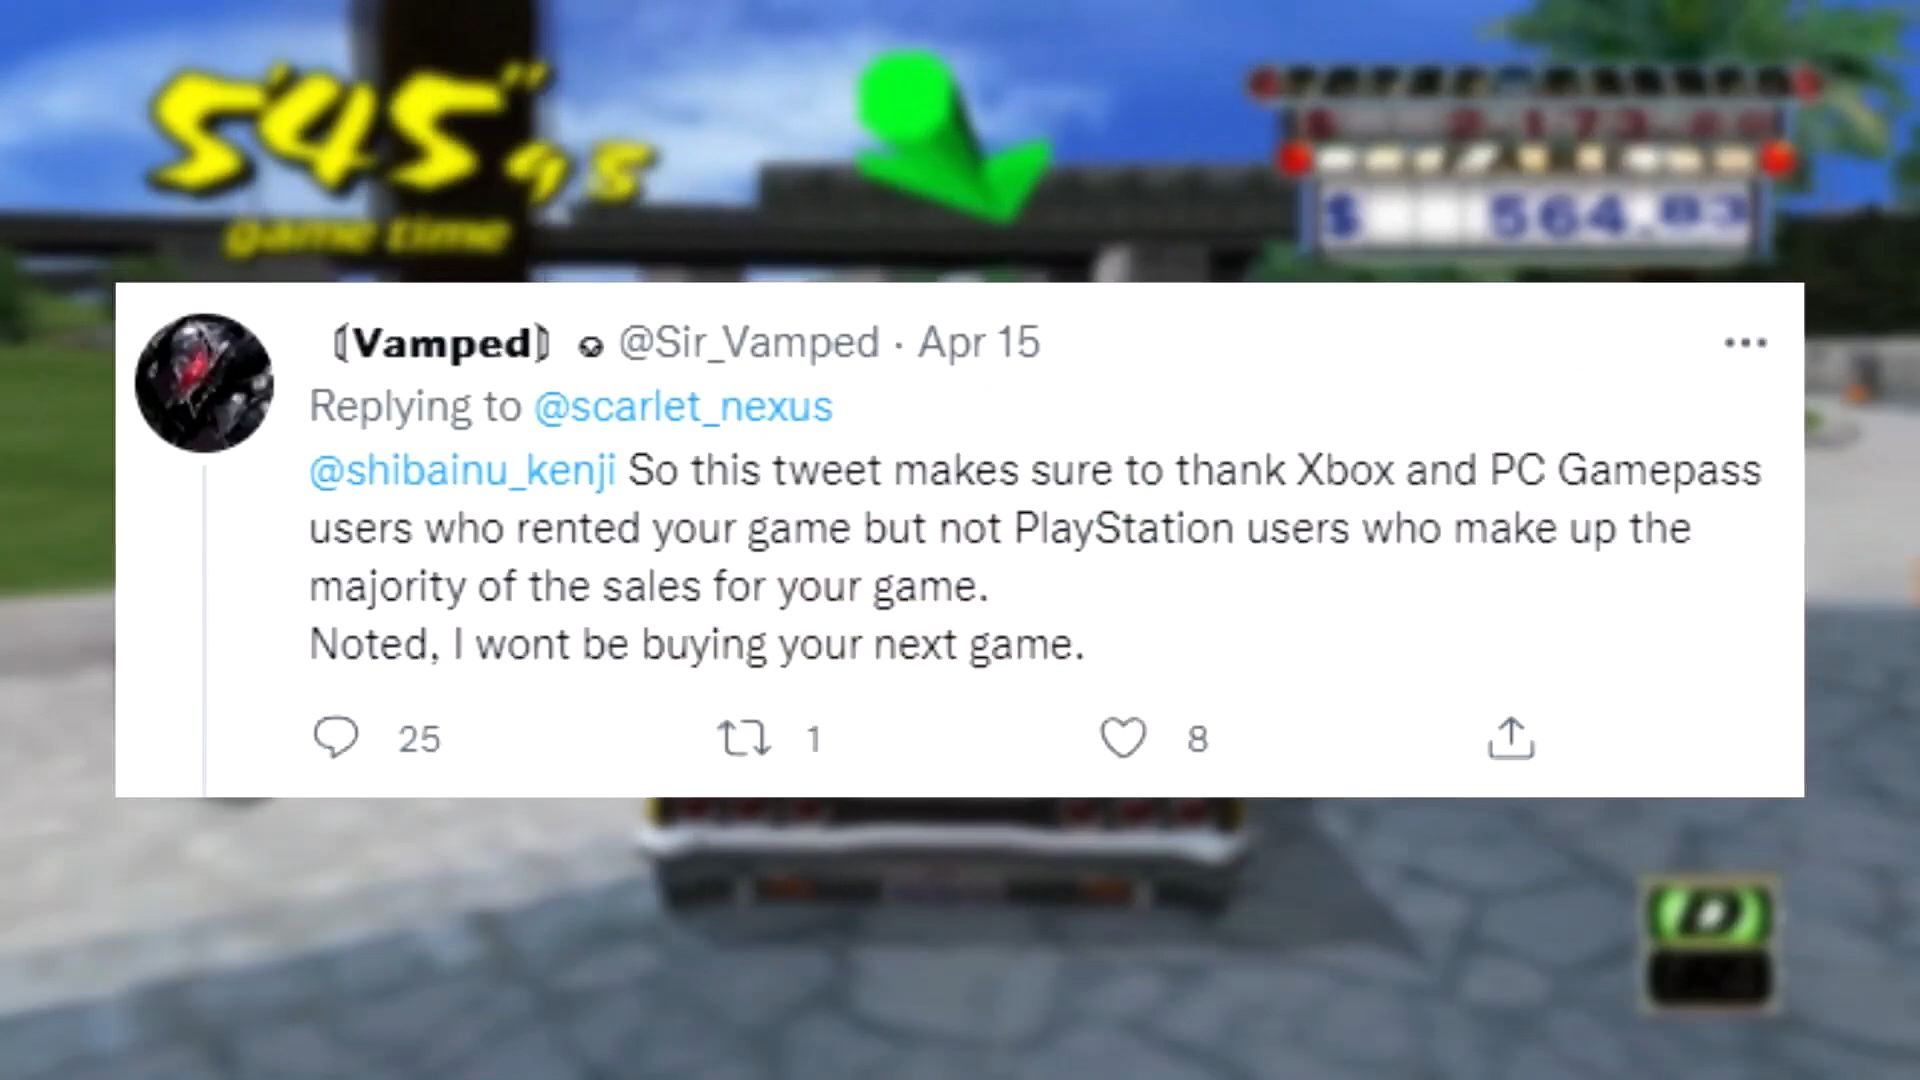 5'45"48
game time
$ 564.83
〖Vamped〗 @Sir_Vamped · Apr 15
Replying to @scarlet_nexus
@shibainu_kenji So this tweet makes sure to thank Xbox and PC Gamepass
users who rented your game but not PlayStation users who make up the
majority of the sales for your game.
Noted, I wont be buying your next game.
25 1 8
D